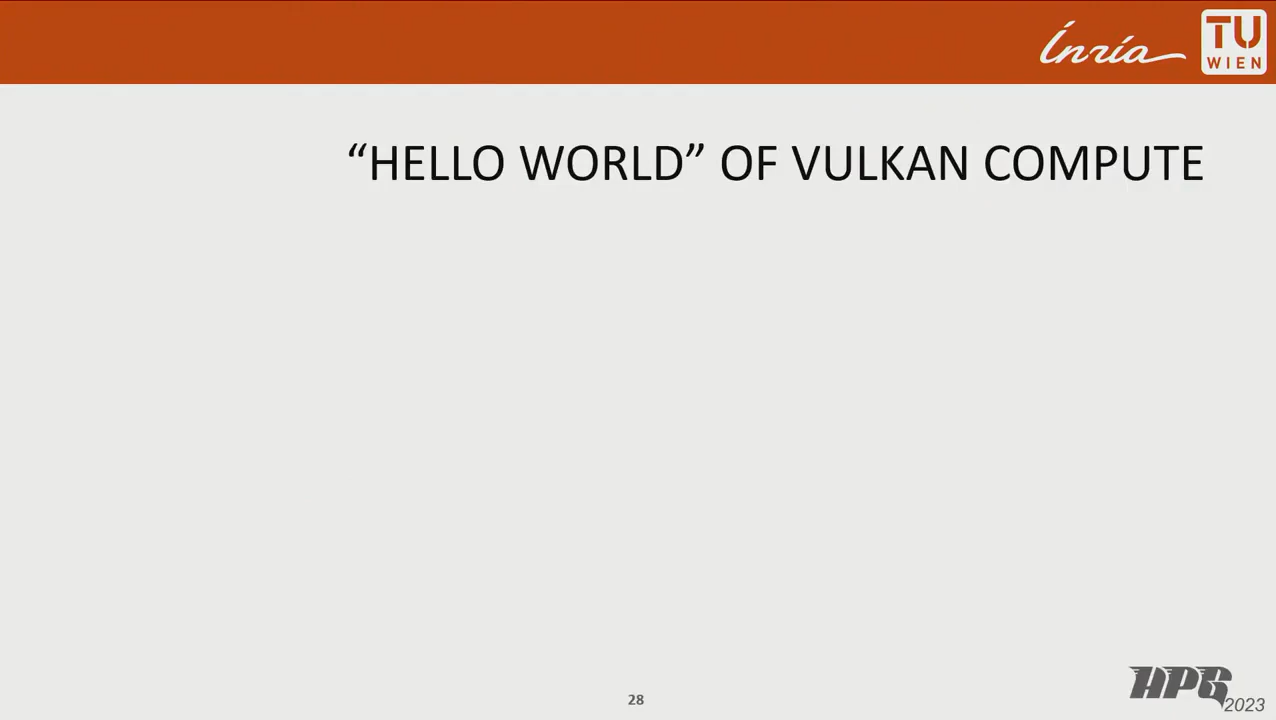 Inria
TU
WIEN
“HELLO WORLD” OF VULKAN COMPUTE
28
HPG
2023